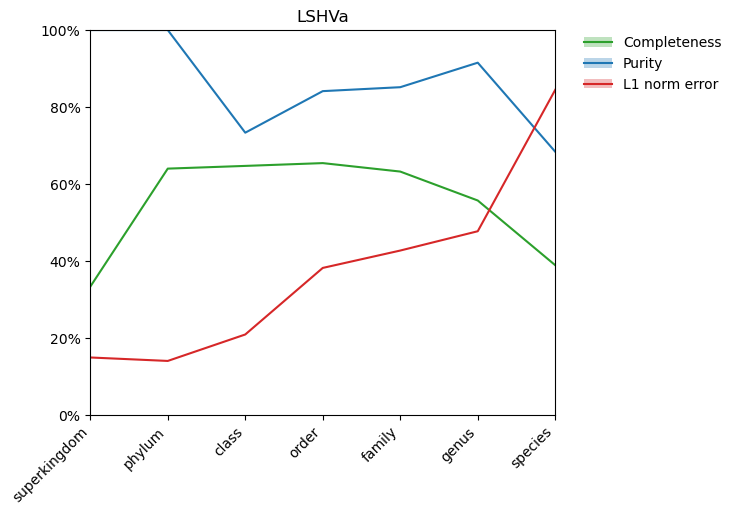 LSHVa
100%
80%
60%
40%
20%
0%
superkingdom
phylum
class
order
family
genus
species
Completeness
Purity
L1 norm error